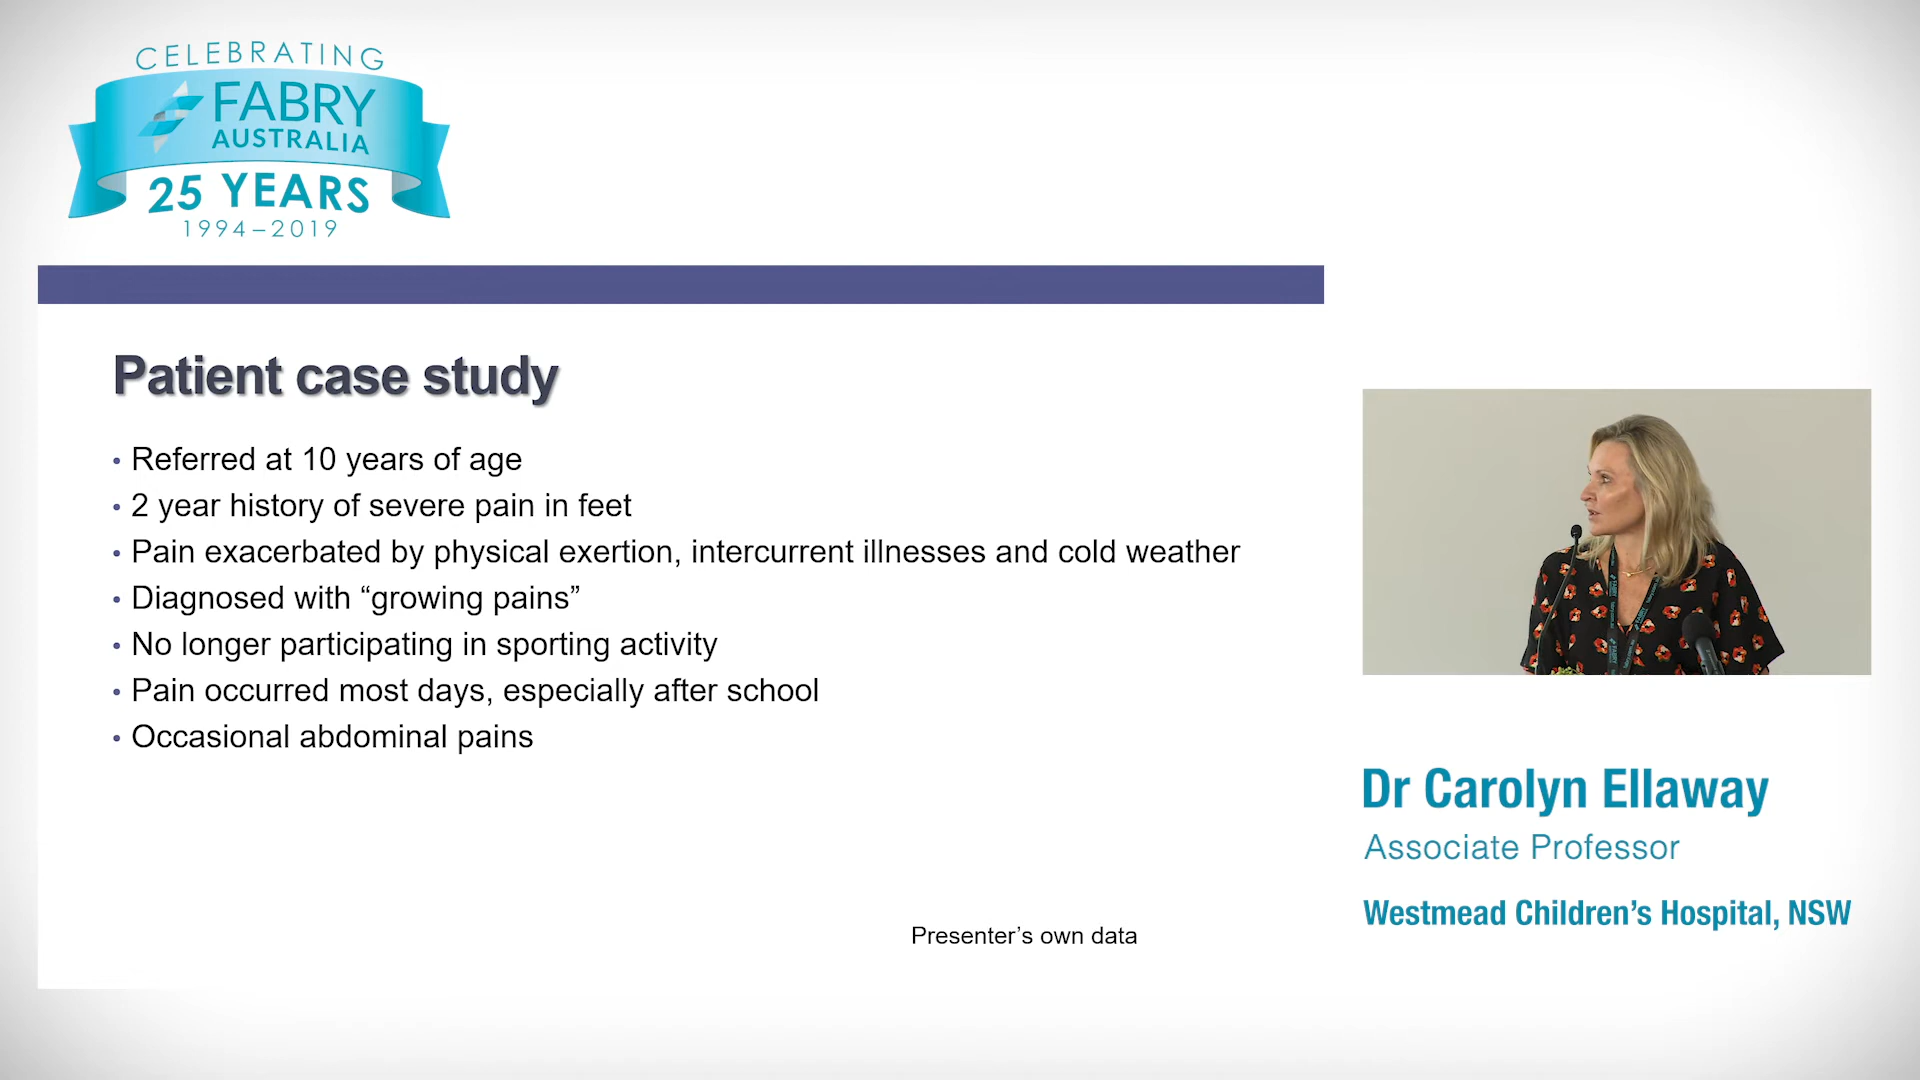 CELEBRATING
FABRY
AUSTRALIA
25 YEARS
1994–2019
Patient case study
• Referred at 10 years of age
• 2 year history of severe pain in feet
• Pain exacerbated by physical exertion, intercurrent illnesses and cold weather
• Diagnosed with “growing pains”
• No longer participating in sporting activity
• Pain occurred most days, especially after school
• Occasional abdominal pains
Presenter’s own data
Dr Carolyn Ellaway
Associate Professor
Westmead Children’s Hospital, NSW